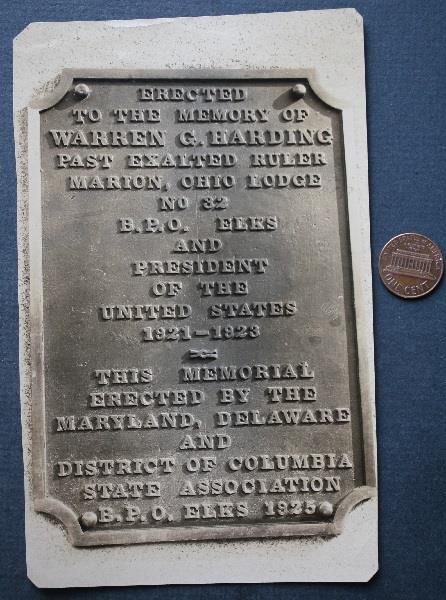 ERECTED
TO THE MEMORY OF
WARREN G. HARDING
PAST EXALTED RULER
MARION, OHIO LODGE
NO 32
B.P.O. ELKS
AND
PRESIDENT
OF THE
UNITED STATES
1921-1923
THIS MEMORIAL
ERECTED BY THE
MARYLAND, DELAWARE
AND
DISTRICT OF COLUMBIA
STATE ASSOCIATION
B.P.O. ELKS 1925
ONE CENT